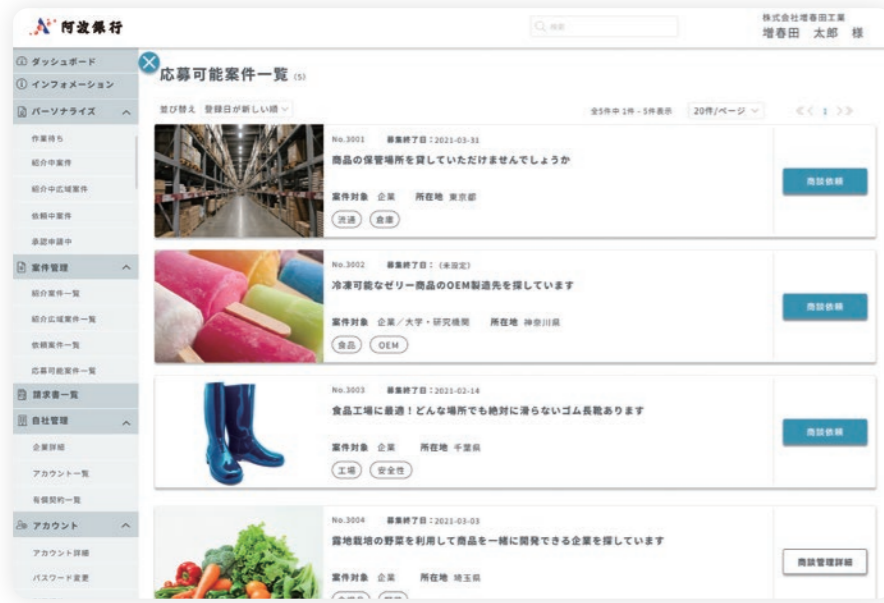 阿波銀行
検索
株式会社増春田工業
増春田 太郎 様
ダッシュボード
インフォメーション
パーソナライズ
作業待ち
紹介中案件
紹介中広域案件
依頼中案件
承認申請中
案件管理
紹介案件一覧
紹介広域案件一覧
依頼案件一覧
応募可能案件一覧
請求書一覧
自社管理
企業詳細
アカウント一覧
有償契約一覧
アカウント
アカウント詳細
パスワード変更
応募可能案件一覧 (5)
並び替え 登録日が新しい順
全5件中 1件 - 5件表示 20件/ページ << 1 >>
No.3001 募集終了日:2021-03-31
商品の保管場所を貸していただけませんでしょうか
案件対象 企業 所在地 東京都
流通 倉庫
商談依頼
No.3002 募集終了日: (未設定)
冷凍可能なゼリー商品のOEM製造先を探しています
案件対象 企業/大学・研究機関 所在地 神奈川県
食品 OEM
商談依頼
No.3003 募集終了日:2021-02-14
食品工場に最適!どんな場所でも絶対に滑らないゴム長靴あります
案件対象 企業 所在地 千葉県
工場 安全性
商談依頼
No.3004 募集終了日:2021-03-03
露地栽培の野菜を利用して商品を一緒に開発できる企業を探しています
案件対象 企業 所在地 埼玉県
商談管理詳細